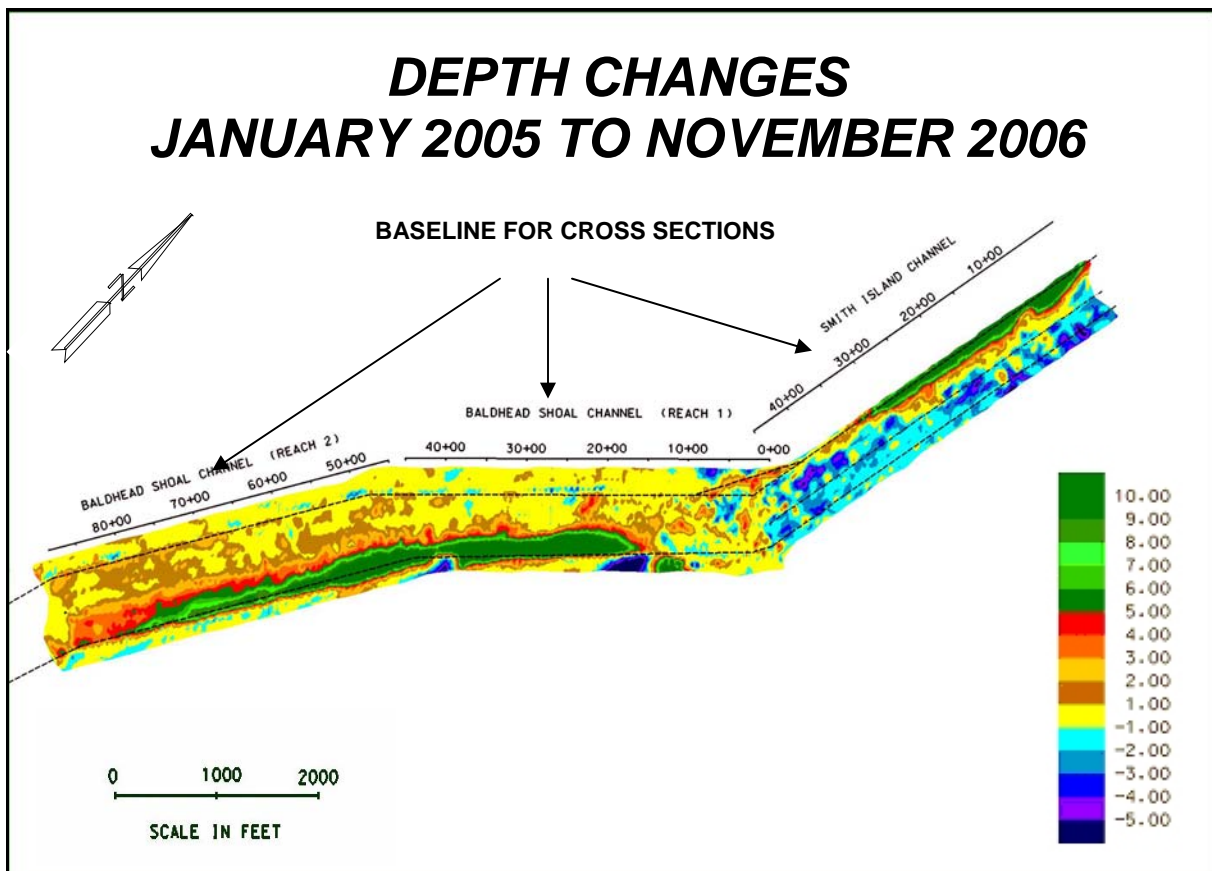 DEPTH CHANGES
JANUARY 2005 TO NOVEMBER 2006
BASELINE FOR CROSS SECTIONS
N
SMITH ISLAND CHANNEL
10+00
20+00
30+00
40+00
BALDHEAD SHOAL CHANNEL (REACH 1)
40+00 30+00 20+00 10+00 0+00
BALDHEAD SHOAL CHANNEL (REACH 2)
80+00 70+00 60+00 50+00
10.00
9.00
8.00
7.00
6.00
5.00
4.00
3.00
2.00
1.00
-1.00
-2.00
-3.00
-4.00
-5.00
0 1000 2000
SCALE IN FEET